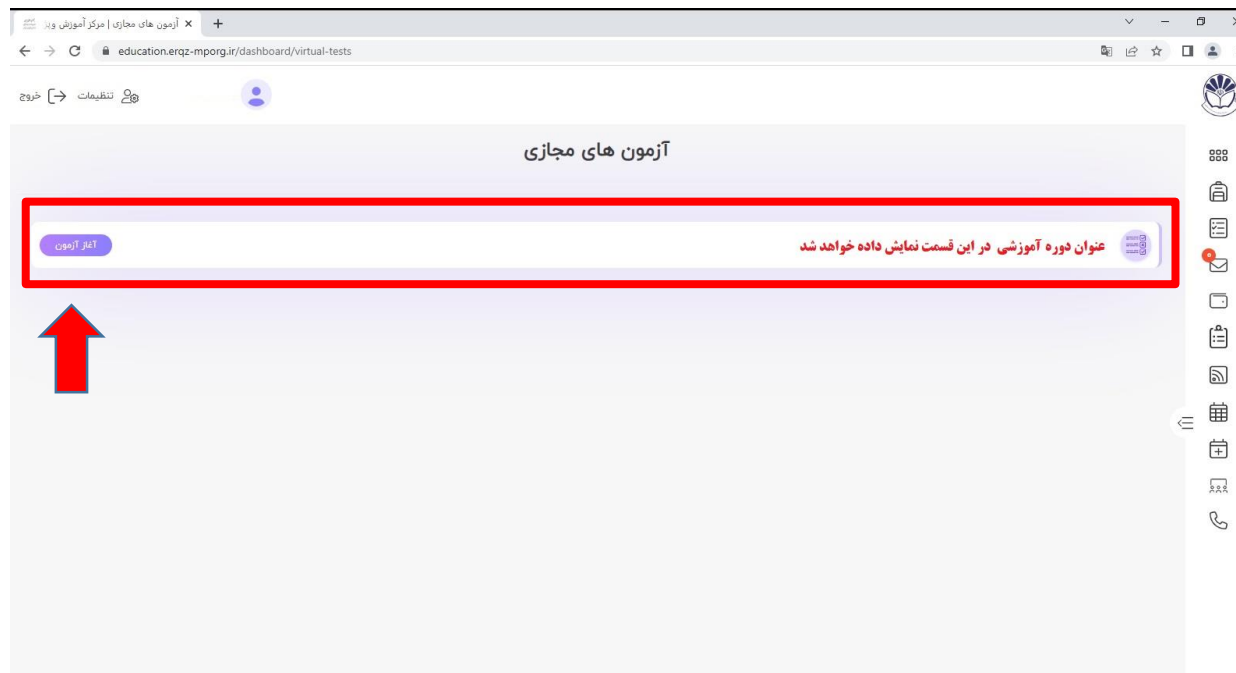 آزمون های مجازی | مرکز آموزش ویژ
education.erqz-mporg.ir/dashboard/virtual-tests
تنظیمات خروج
آزمون های مجازی
عنوان دوره آموزشی در این قسمت نمایش داده خواهد شد
آغاز آزمون